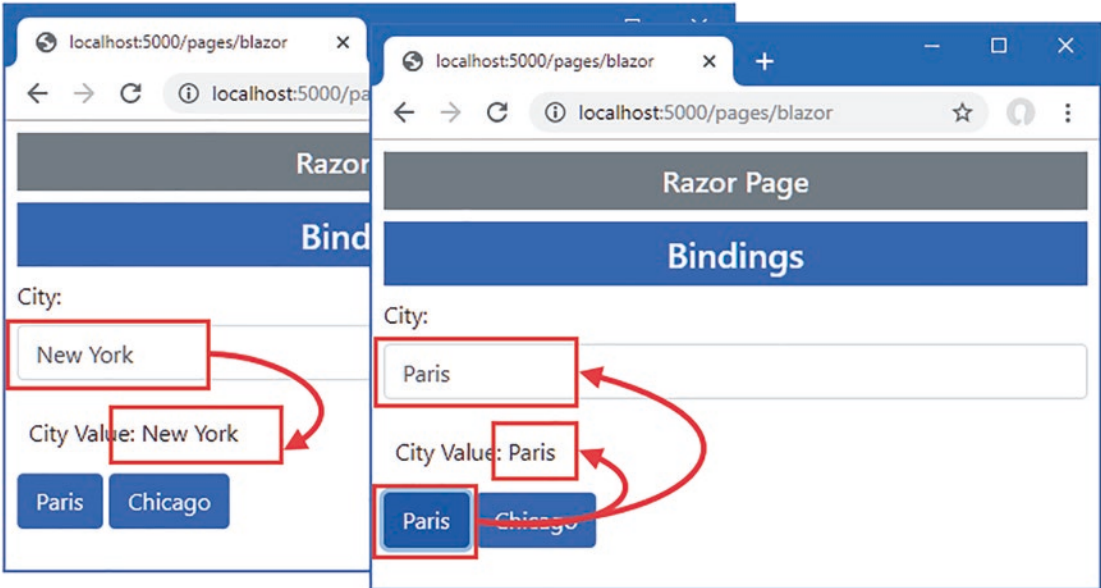 localhost:5000/pages/blazor
localhost:5000/pa
Razor
Bind
City:
New York
City Value: New York
Paris
Chicago
localhost:5000/pages/blazor
localhost:5000/pages/blazor
Razor Page
Bindings
City:
Paris
City Value: Paris
Paris
Chicago